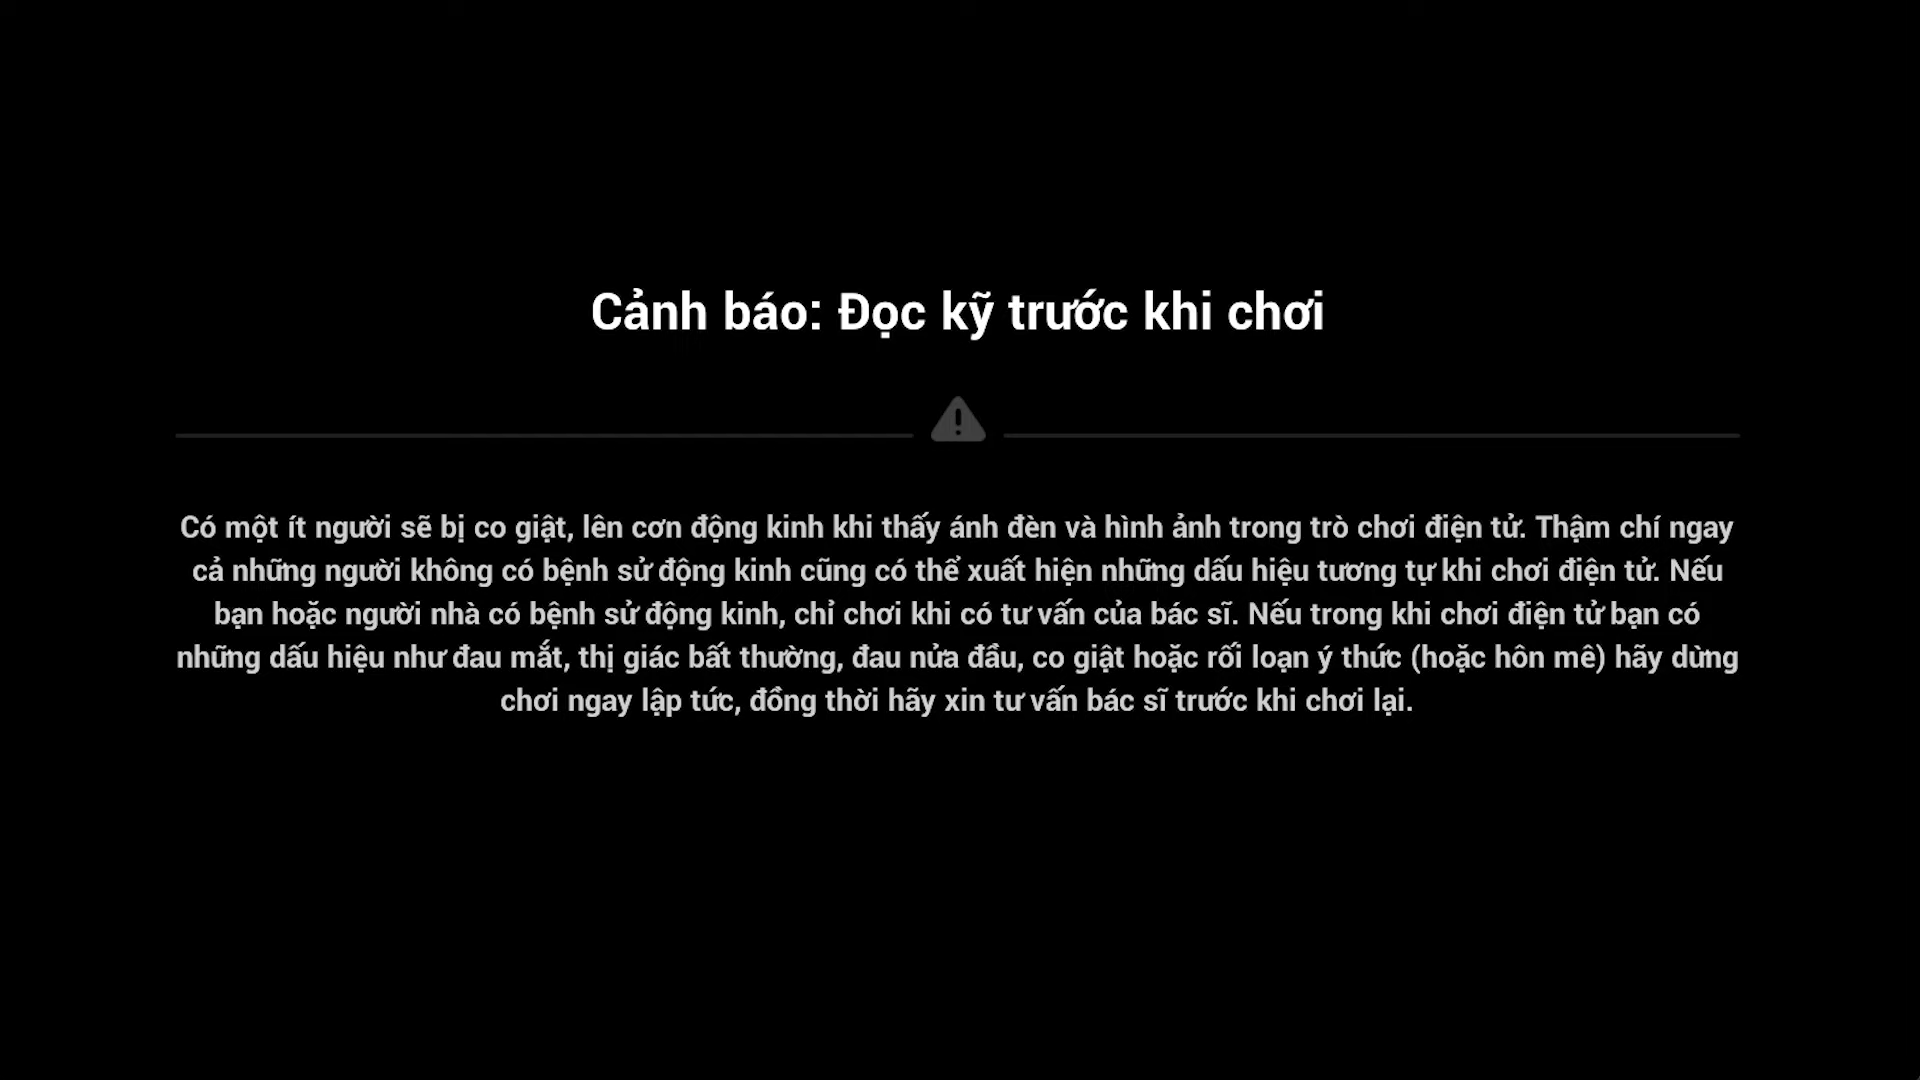 Cảnh báo: Đọc kỹ trước khi chơi
Có một ít người sẽ bị co giật, lên cơn động kinh khi thấy ánh đèn và hình ảnh trong trò chơi điện tử. Thậm chí ngay
cả những người không có bệnh sử động kinh cũng có thể xuất hiện những dấu hiệu tương tự khi chơi điện tử. Nếu
bạn hoặc người nhà có bệnh sử động kinh, chỉ chơi khi có tư vấn của bác sĩ. Nếu trong khi chơi điện tử bạn có
những dấu hiệu như đau mắt, thị giác bất thường, đau nửa đầu, co giật hoặc rối loạn ý thức (hoặc hôn mê) hãy dừng
chơi ngay lập tức, đồng thời hãy xin tư vấn bác sĩ trước khi chơi lại.